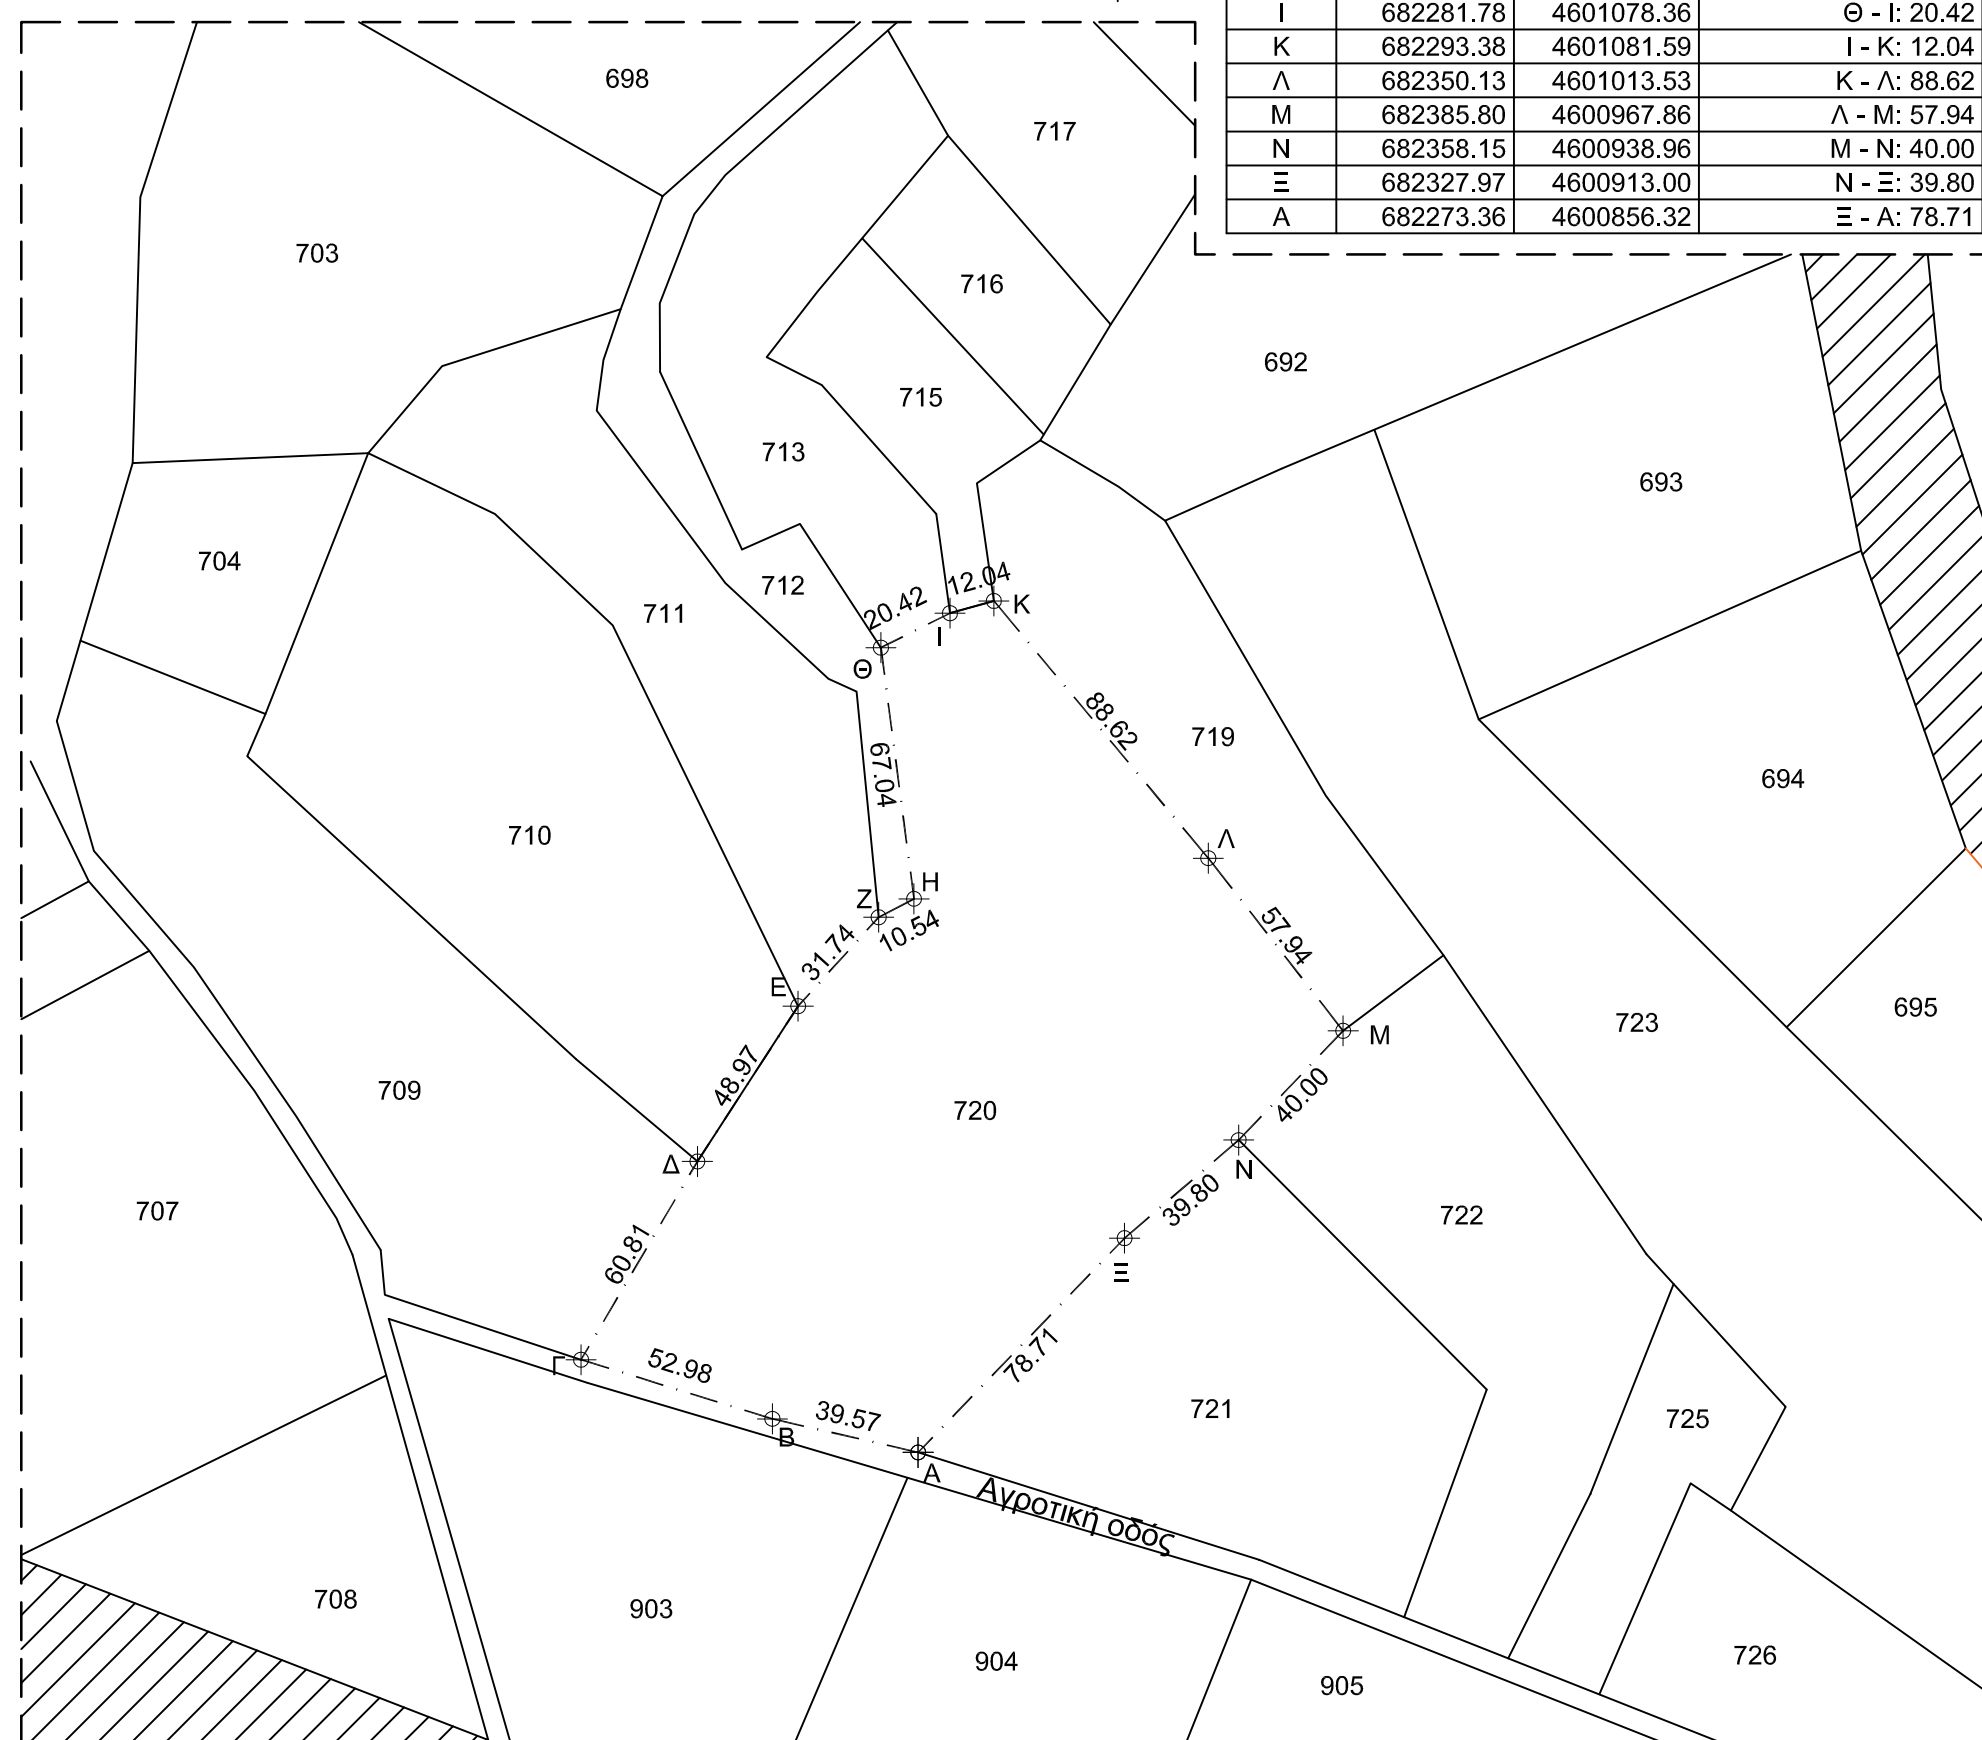 Ι 682281.78 4601078.36 Θ - Ι: 20.42
Κ 682293.38 4601081.59 Ι - Κ: 12.04
Λ 682350.13 4601013.53 Κ - Λ: 88.62
Μ 682385.80 4600967.86 Λ - Μ: 57.94
Ν 682358.15 4600938.96 Μ - Ν: 40.00
Ξ 682327.97 4600913.00 Ν - Ξ: 39.80
Α 682273.36 4600856.32 Ξ - Α: 78.71
698
717
703
716
692
715
713
693
704
712
711
12.04
20.42
Κ
Ι
Θ
88.62
719
67.04
694
710
Λ
Η
Ζ
10.54
57.94
31.74
Ε
695
723
Μ
48.97
709
40.00
720
Δ
Ν
39.80
707
722
60.81
Ξ
78.71
Γ
52.98
39.57
721
725
Β
Α
Αγροτική οδός
708
903
904
726
905